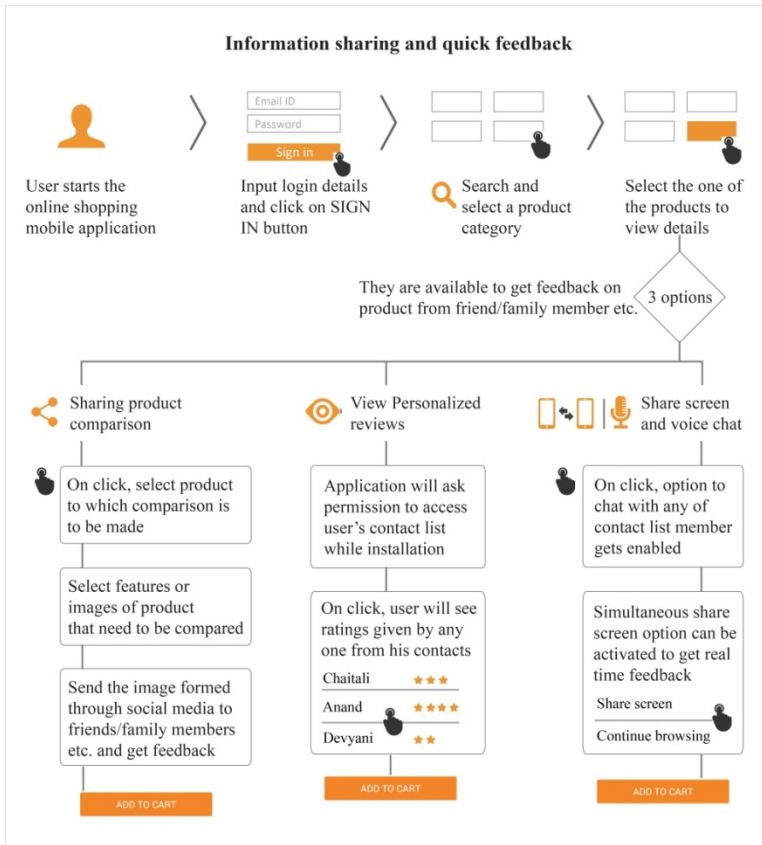 Information sharing and quick feedback
Email ID
Password
Sign in
User starts the
online shopping
mobile application
Input login details
and click on SIGN
IN button
Search and
select a product
category
Select the one of
the products to
view details
They are available to get feedback on
product from friend/family member etc.
3 options
Sharing product
comparison
On click, select product
to which comparison is
to be made
Select features or
images of product
that need to be compared
Send the image formed
through social media to
friends/family members
etc. and get feedback
ADD TO CART
View Personalized
reviews
Application will ask
permission to access
user's contact list
while installation
On click, user will see
ratings given by any
one from his contacts
Chaitali
Anand
Devyani
ADD TO CART
Share screen
and voice chat
On click, option to
chat with any of
contact list member
gets enabled
Simultaneous share
screen option can be
activated to get real
time feedback
Share screen
Continue browsing
ADD TO CART